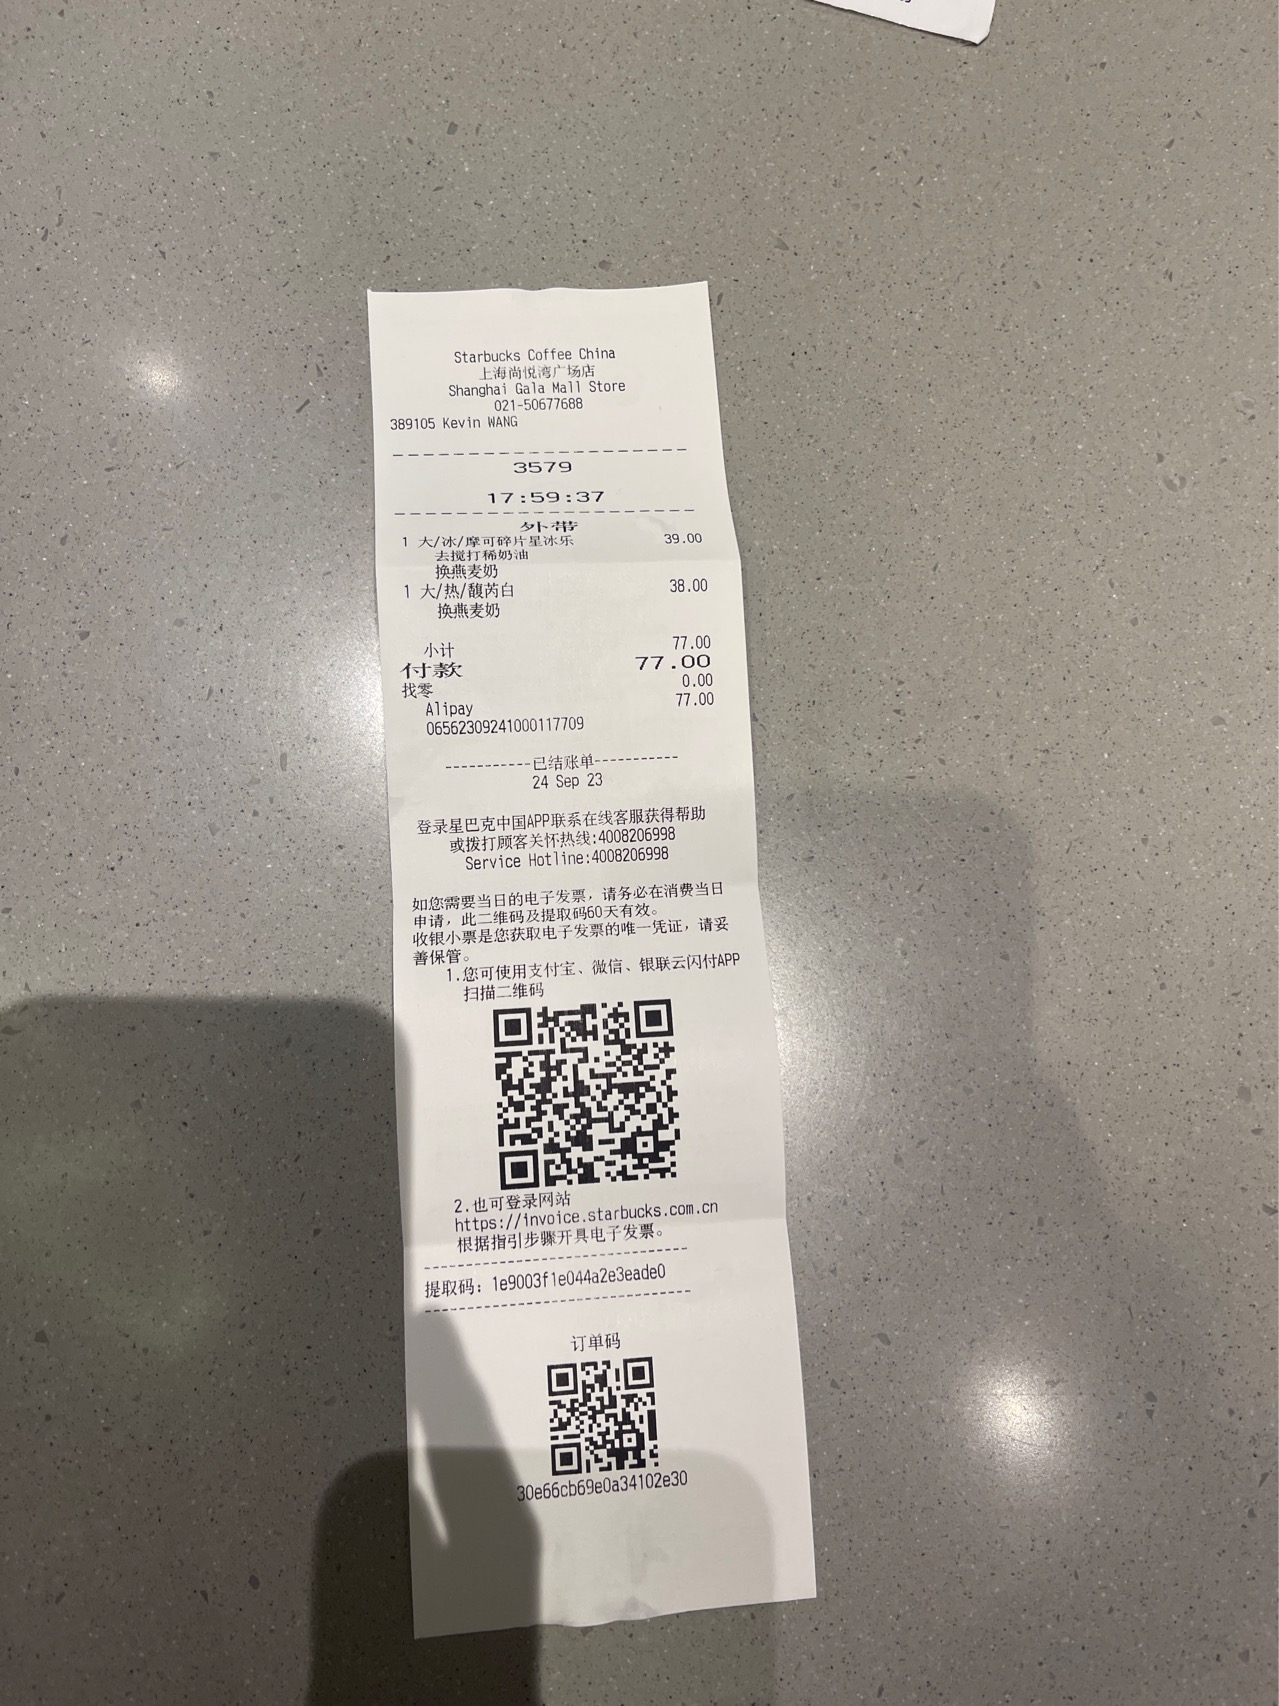 Starbucks Coffee China
上海尚悦湾广场店
Shanghai Gala Mall Store
021-50677688
389105 Kevin WANG
3579
17:59:37
外带
1 大/冰/摩可碎片星冰乐 39.00
去搅打稀奶油
换燕麦奶
1 大/热/馥芮白 38.00
换燕麦奶
小计 77.00
付款 77.00
找零 0.00
Alipay 77.00
06562309241000117709
-----------已结账单-----------
24 Sep 23
登录星巴克中国APP联系在线客服获得帮助
或拨打顾客关怀热线:4008206998
Service Hotline:4008206998
如您需要当日的电子发票，请务必在消费当日
申请，此二维码及提取码60天有效。
收银小票是您获取电子发票的唯一凭证，请妥
善保管。
1.您可使用支付宝、微信、银联云闪付APP
扫描二维码
2.也可登录网站
https://invoice.starbucks.com.cn
根据指引步骤开具电子发票。
提取码：1e9003f1e044a2e3eade0
订单码
30e66cb69e0a34102e30